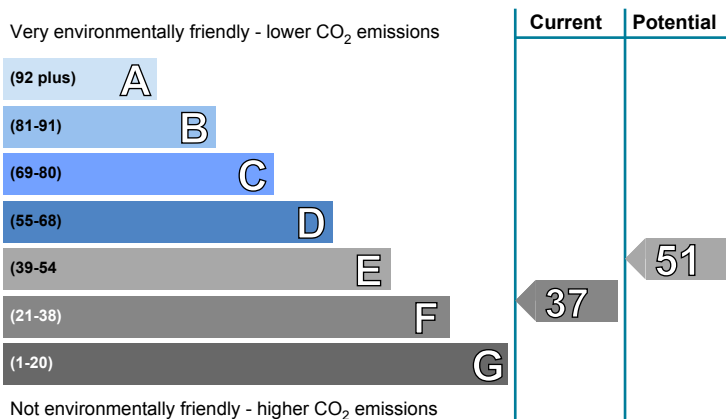 Current Potential
Very environmentally friendly - lower CO2 emissions
(92 plus) A
(81-91) B
(69-80) C
(55-68) D
(39-54 E
51
(21-38) F
37
(1-20) G
Not environmentally friendly - higher CO2 emissions